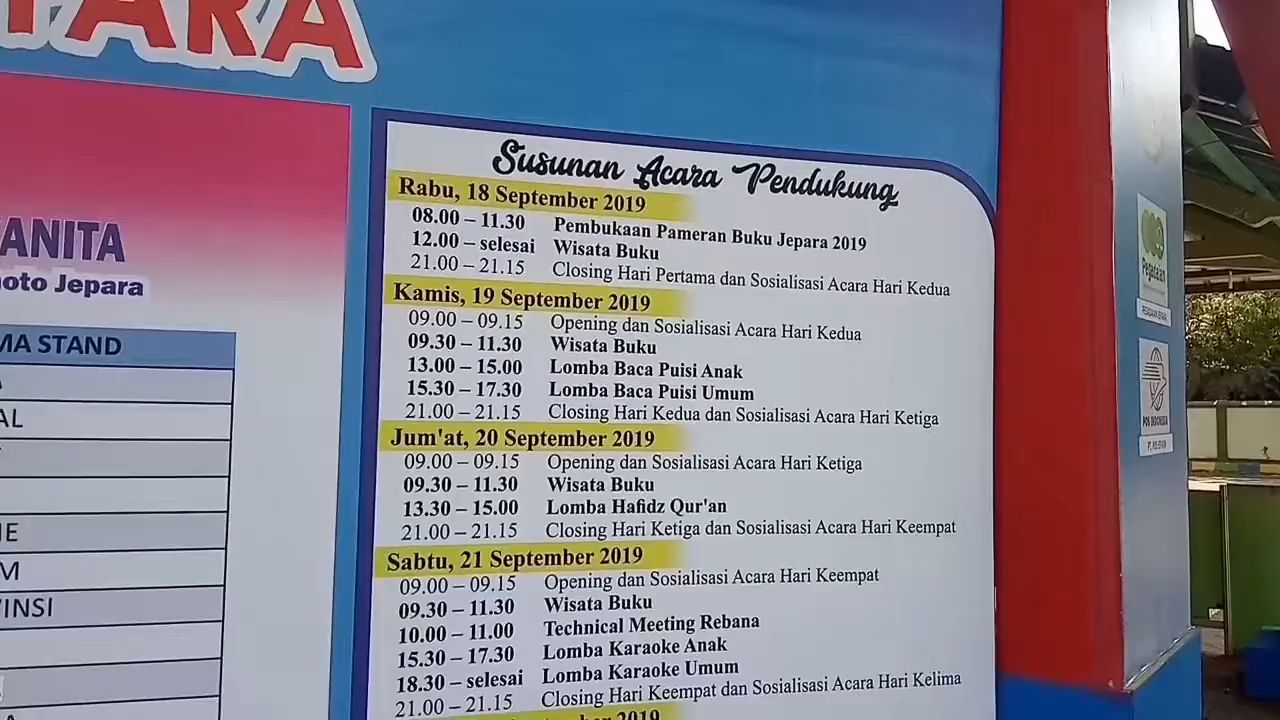 TARA
ANITA
oto Jepara
MA STAND
AL
E
M
INSI
Susunan Acara Pendukung
Rabu, 18 September 2019
08.00 – 11.30 Pembukaan Pameran Buku Jepara 2019
12.00 – selesai Wisata Buku
21.00 – 21.15 Closing Hari Pertama dan Sosialisasi Acara Hari Kedua
Kamis, 19 September 2019
09.00 – 09.15 Opening dan Sosialisasi Acara Hari Kedua
09.30 – 11.30 Wisata Buku
13.00 – 15.00 Lomba Baca Puisi Anak
15.30 – 17.30 Lomba Baca Puisi Umum
21.00 – 21.15 Closing Hari Kedua dan Sosialisasi Acara Hari Ketiga
Jum'at, 20 September 2019
09.00 – 09.15 Opening dan Sosialisasi Acara Hari Ketiga
09.30 – 11.30 Wisata Buku
13.30 – 15.00 Lomba Hafidz Qur'an
21.00 – 21.15 Closing Hari Ketiga dan Sosialisasi Acara Hari Keempat
Sabtu, 21 September 2019
09.00 – 09.15 Opening dan Sosialisasi Acara Hari Keempat
09.30 – 11.30 Wisata Buku
10.00 – 11.00 Technical Meeting Rebana
15.30 – 17.30 Lomba Karaoke Anak
18.30 – selesai Lomba Karaoke Umum
21.00 – 21.15 Closing Hari Keempat dan Sosialisasi Acara Hari Kelima
2019
Pegadaian
POS INDONESIA